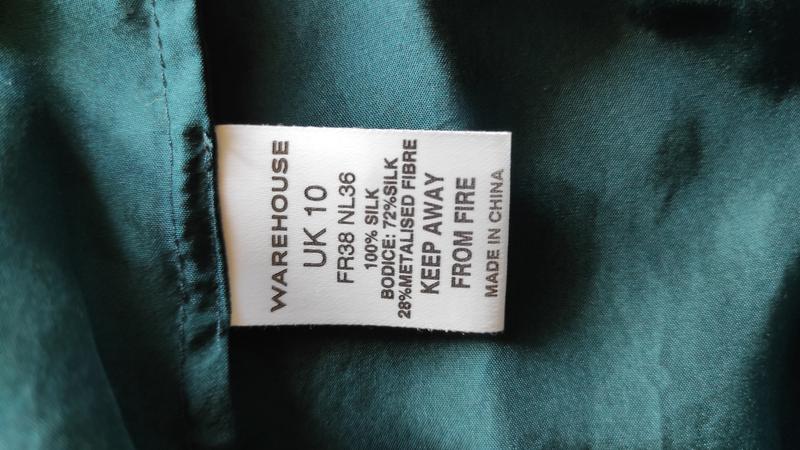 WAREHOUSE
UK 10
FR38 NL36
100% SILK
BODICE: 72%SILK
28%METALISED FIBRE
KEEP AWAY
FROM FIRE
MADE IN CHINA